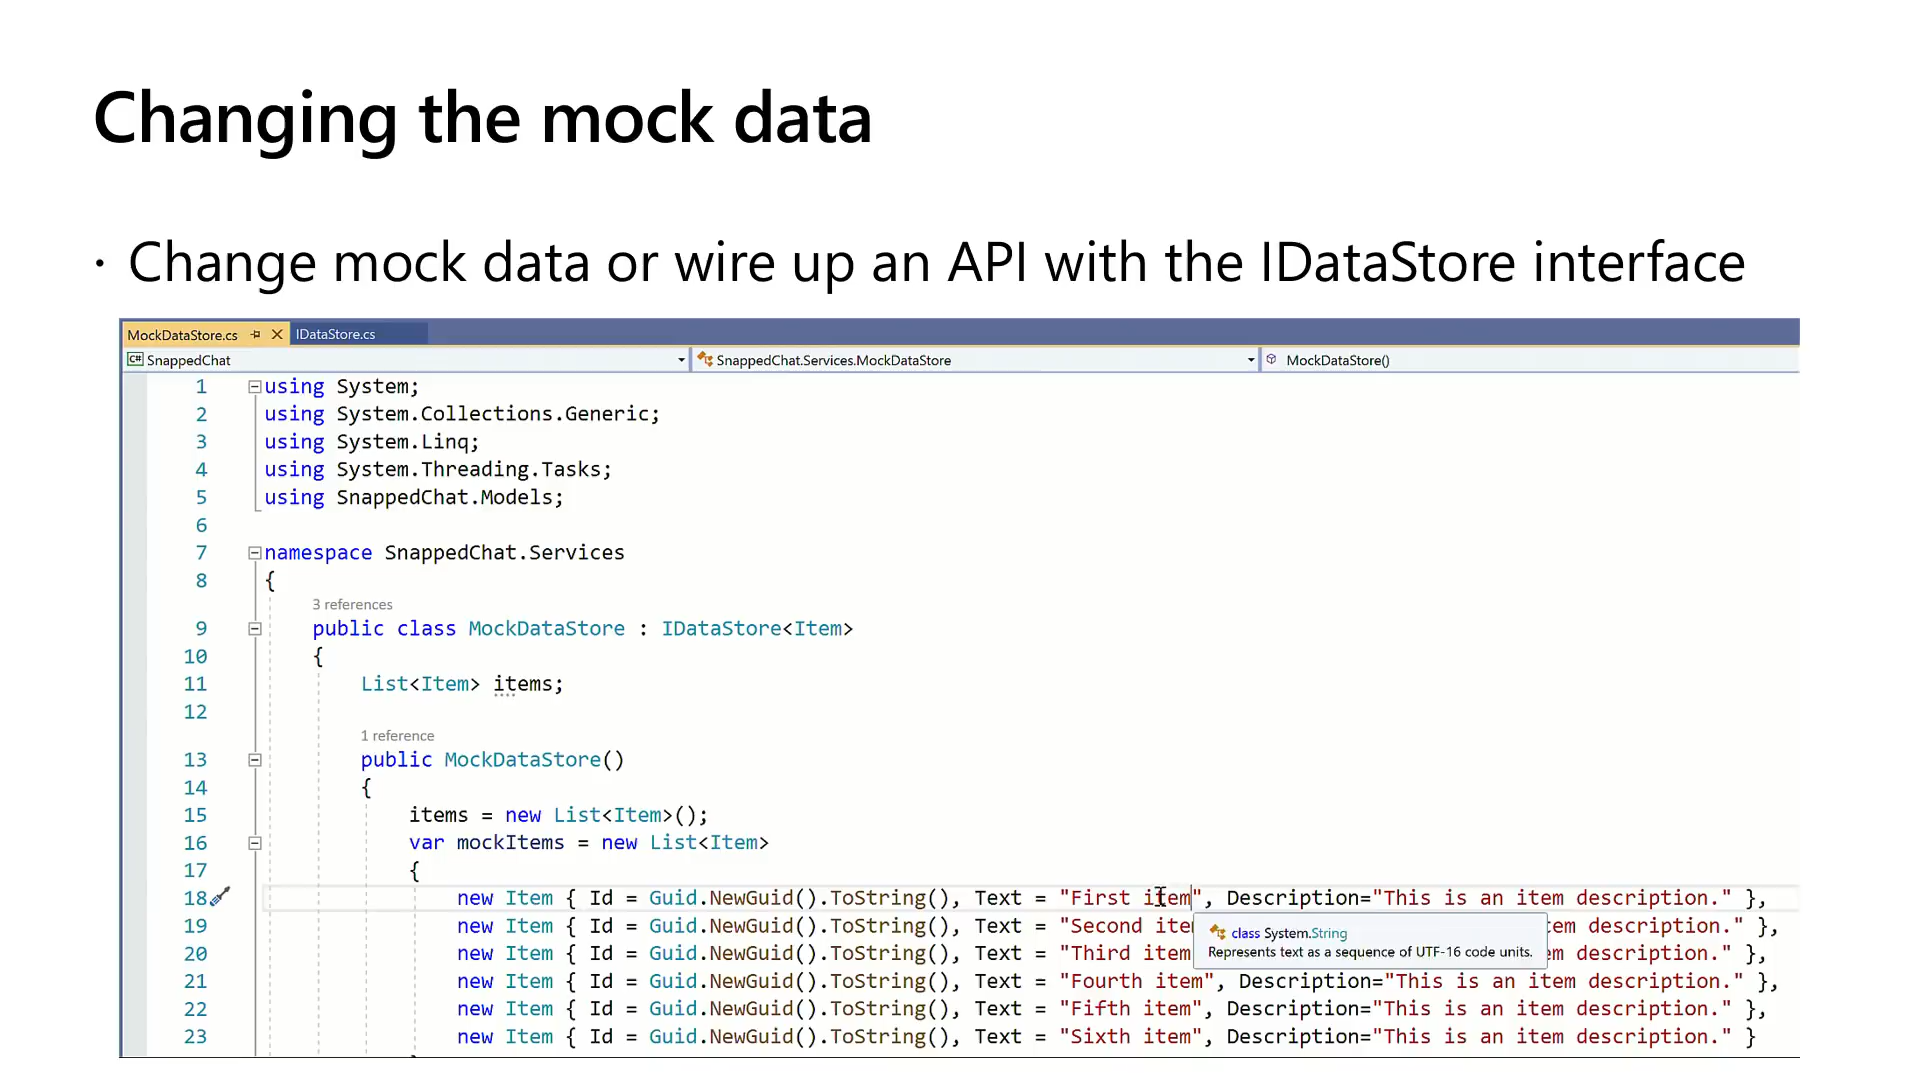 Changing the mock data
· Change mock data or wire up an API with the IDataStore interface
MockDataStore.cs IDataStore.cs
C# SnappedChat SnappedChat.Services.MockDataStore MockDataStore()
1 using System;
2 using System.Collections.Generic;
3 using System.Linq;
4 using System.Threading.Tasks;
5 using SnappedChat.Models;
6
7 namespace SnappedChat.Services
8 {
3 references
9 public class MockDataStore : IDataStore<Item>
10 {
11 List<Item> items;
12
1 reference
13 public MockDataStore()
14 {
15 items = new List<Item>();
16 var mockItems = new List<Item>
17 {
18 new Item { Id = Guid.NewGuid().ToString(), Text = "First item", Description="This is an item description." },
19 new Item { Id = Guid.NewGuid().ToString(), Text = "Second item description." },
class System.String
20 new Item { Id = Guid.NewGuid().ToString(), Text = "Third item description." },
Represents text as a sequence of UTF-16 code units.
21 new Item { Id = Guid.NewGuid().ToString(), Text = "Fourth item", Description="This is an item description." },
22 new Item { Id = Guid.NewGuid().ToString(), Text = "Fifth item", Description="This is an item description." },
23 new Item { Id = Guid.NewGuid().ToString(), Text = "Sixth item", Description="This is an item description." }